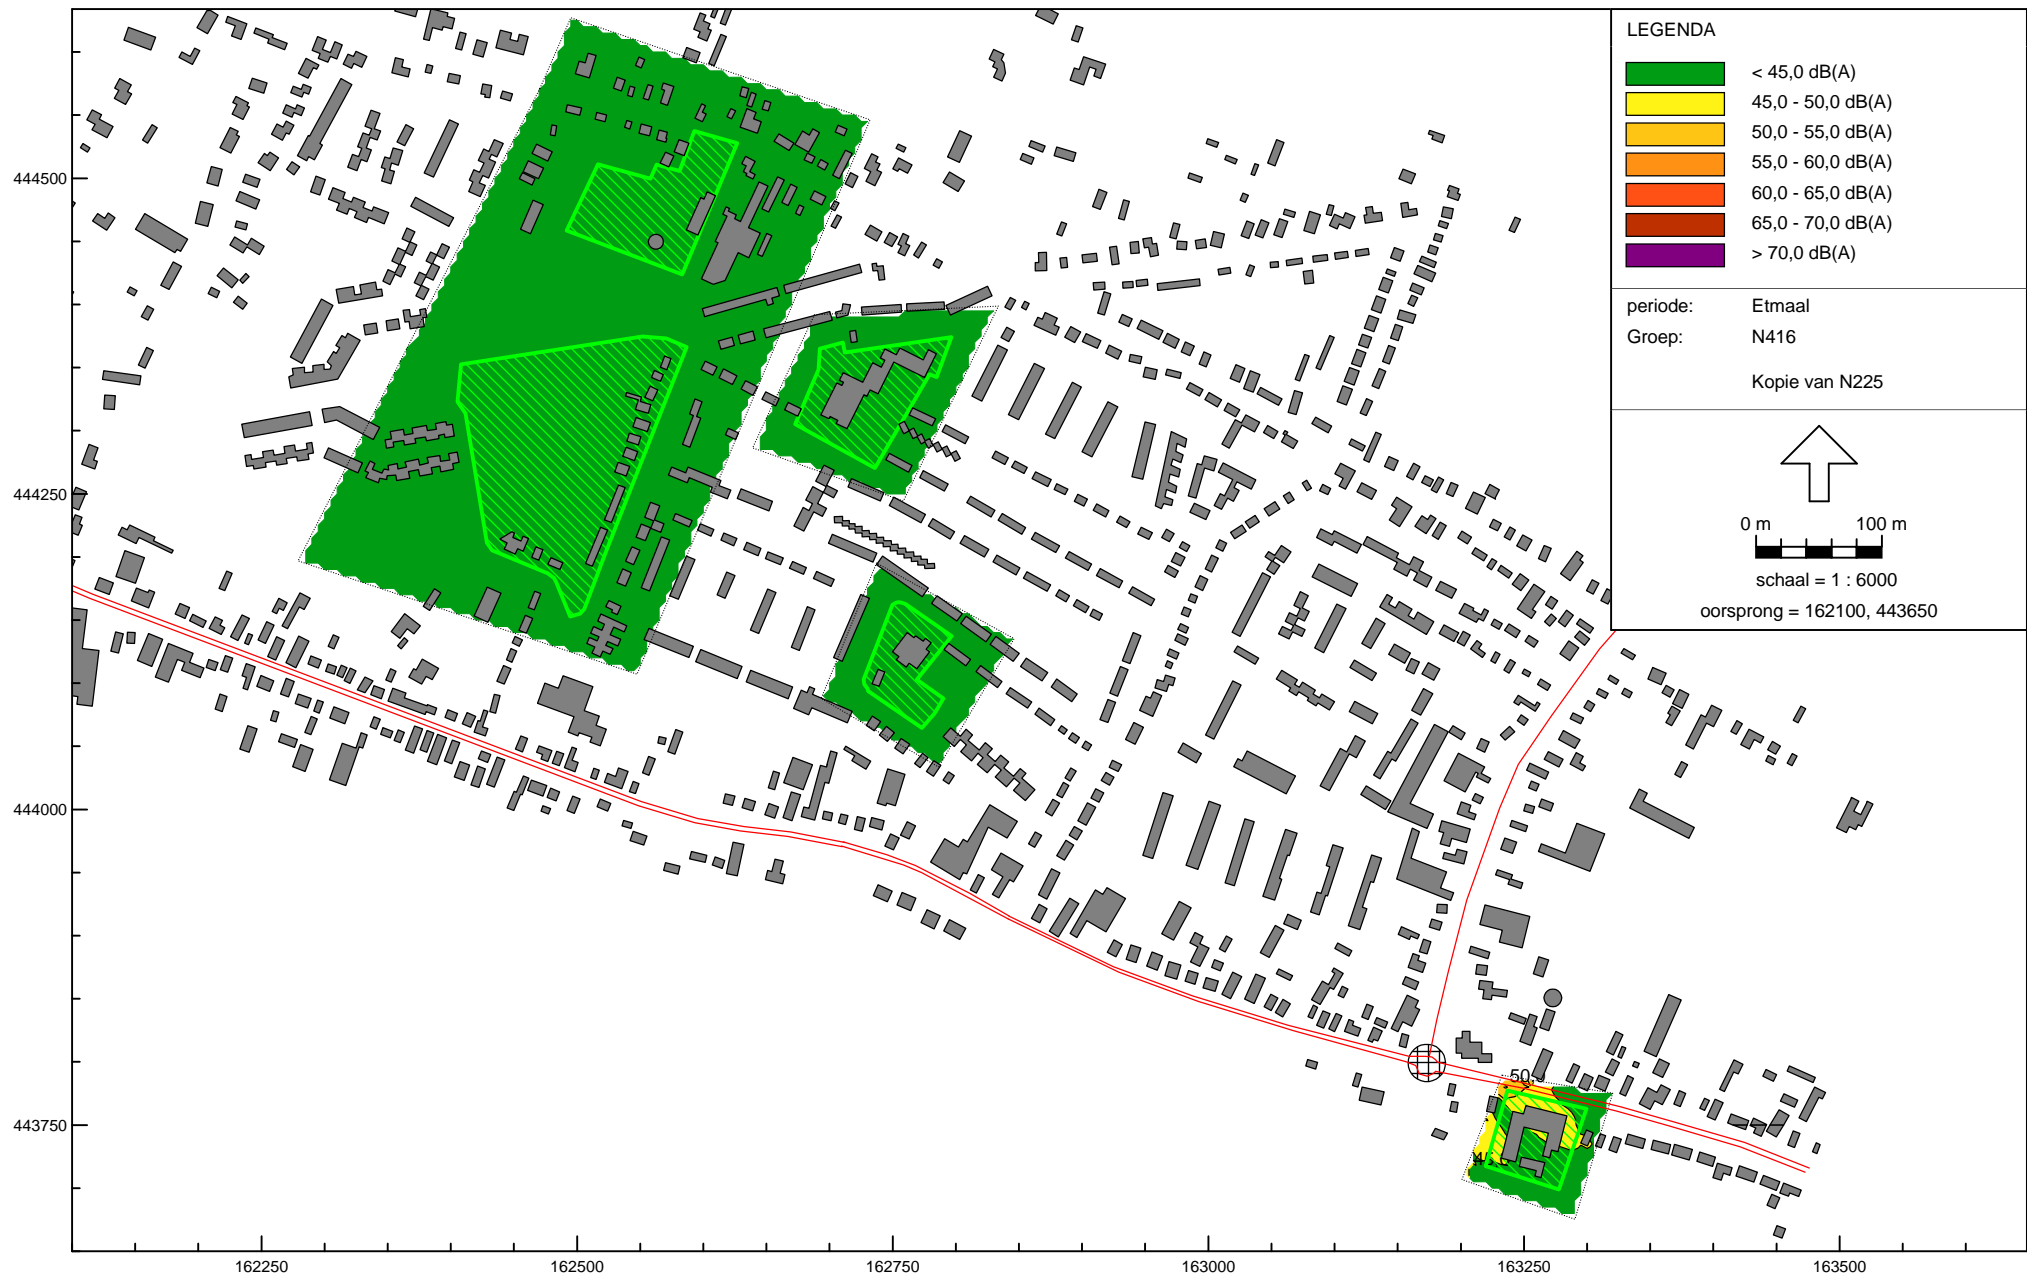 LEGENDA
< 45,0 dB(A)
45,0 - 50,0 dB(A)
50,0 - 55,0 dB(A)
55,0 - 60,0 dB(A)
60,0 - 65,0 dB(A)
65,0 - 70,0 dB(A)
> 70,0 dB(A)
periode: Etmaal
Groep: N416
Kopie van N225
0 m 100 m
schaal = 1 : 6000
oorsprong = 162100, 443650
444500
444250
444000
443750
162250 162500 162750 163000 163250 163500